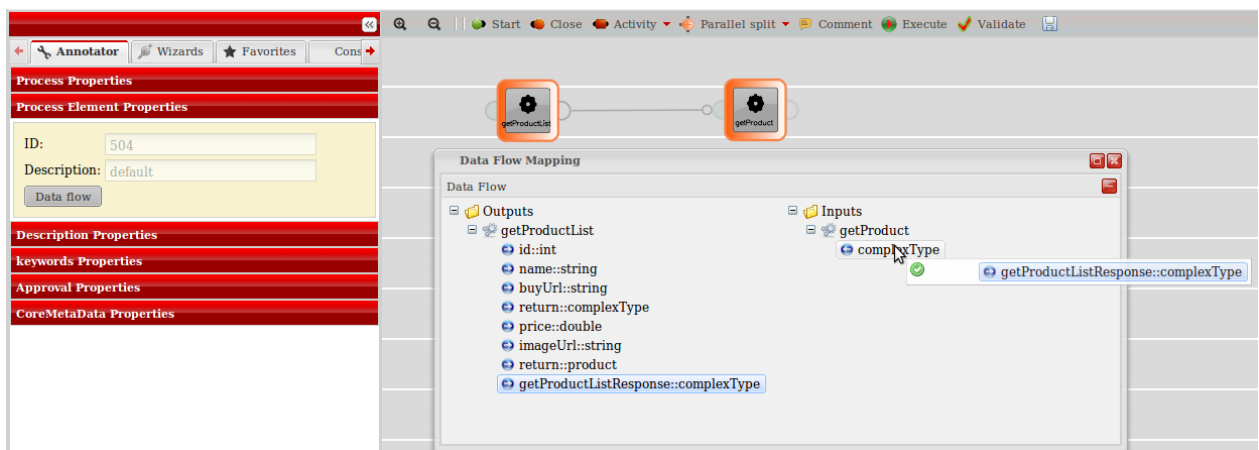 Start Close Activity Parallel split Comment Execute Validate
Annotator Wizards Favorites Cons
Process Properties
Process Element Properties
ID: 504
Description: default
Data flow
Description Properties
keywords Properties
Approval Properties
CoreMetaData Properties
getProductList getProduct
Data Flow Mapping
Data Flow
Outputs
getProductList
id::int
name::string
buyUrl::string
return::complexType
price::double
imageUrl::string
return::product
getProductListResponse::complexType
Inputs
getProduct
complexType
getProductListResponse::complexType